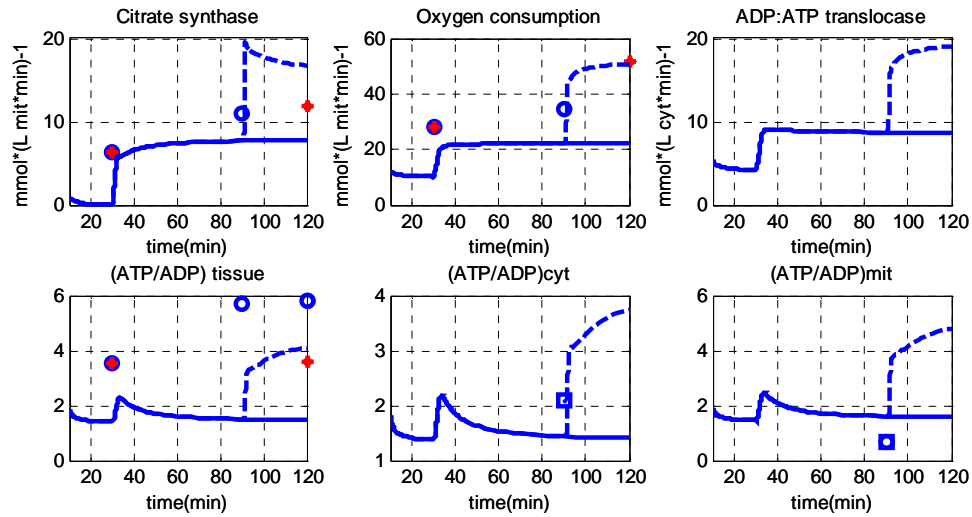 Citrate synthase
mmol*(L mit*min)-1
20
10
0
20 40 60 80 100 120
time(min)
Oxygen consumption
mmol*(L mit*min)-1
60
40
20
0
20 40 60 80 100 120
time(min)
ADP:ATP translocase
mmol*(L cyt*min)-1
20
10
0
20 40 60 80 100 120
time(min)
(ATP/ADP) tissue
6
4
2
0
20 40 60 80 100 120
time(min)
(ATP/ADP)cyt
4
3
2
1
20 40 60 80 100 120
time(min)
(ATP/ADP)mit
6
4
2
0
20 40 60 80 100 120
time(min)